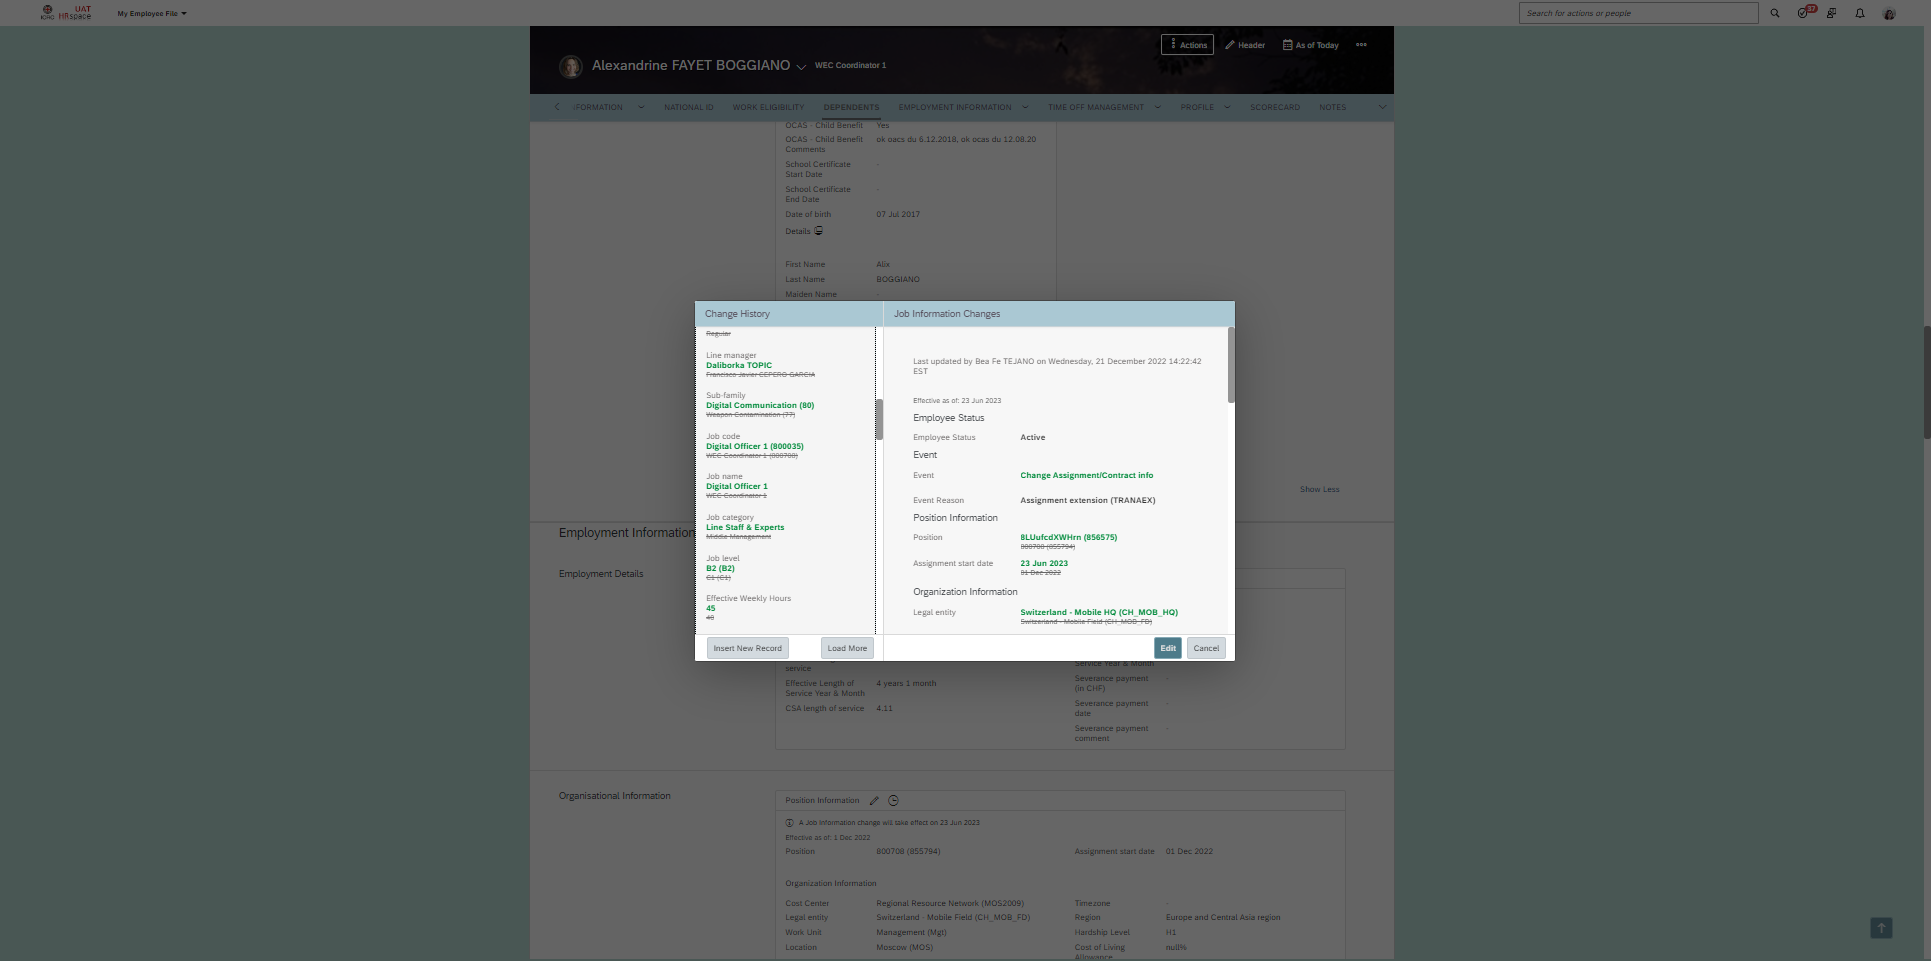 UAT
ICRC HRspace
My Employee File
Search for actions or people
37
Actions
Header
As of Today
Alexandrine FAYET BOGGIANO
WEC Coordinator 1
IFORMATION
NATIONAL ID
WORK ELIGIBILITY
DEPENDENTS
EMPLOYMENT INFORMATION
TIME OFF MANAGEMENT
PROFILE
SCORECARD
NOTES
OCAS - Child Benefit Yes
OCAS - Child Benefit ok oacs du 6.12.2018, ok ocas du 12.08.20
Comments
School Certificate -
Start Date
School Certificate -
End Date
Date of birth 07 Jul 2017
Details
First Name Alix
Last Name BOGGIANO
Maiden Name -
Show Less
Change History
Regular
Line manager
Daliborka TOPIC
Francisco Javier CEPERO GARCIA
Sub-family
Digital Communication (80)
Weapon Contamination (77)
Job code
Digital Officer 1 (800035)
WEC Coordinator 1 (800708)
Job name
Digital Officer 1
WEC Coordinator 1
Job category
Line Staff & Experts
Middle Management
Job level
B2 (B2)
C1 (C1)
Effective Weekly Hours
45
40
Insert New Record
Load More
Job Information Changes
Last updated by Bea Fe TEJANO on Wednesday, 21 December 2022 14:22:42
EST
Effective as of: 23 Jun 2023
Employee Status
Employee Status Active
Event
Event Change Assignment/Contract info
Event Reason Assignment extension (TRANAEX)
Position Information
Position BLUufcdXWHrn (856575)
800708 (855794)
Assignment start date 23 Jun 2023
01 Dec 2022
Organization Information
Legal entity Switzerland - Mobile HQ (CH_MOB_HQ)
Switzerland - Mobile Field (CH_MOB_FD)
Edit
Cancel
Employment Information
Employment Details
service
Effective Length of 4 years 1 month
Service Year & Month
CSA length of service 4.11
Service Year & Month
Severance payment -
(in CHF)
Severance payment -
date
Severance payment -
comment
Organisational Information
Position Information
A Job Information change will take effect on 23 Jun 2023
Effective as of: 1 Dec 2022
Position 800708 (855794)
Assignment start date 01 Dec 2022
Organization Information
Cost Center Regional Resource Network (MOS2009)
Timezone -
Legal entity Switzerland - Mobile Field (CH_MOB_FD)
Region Europe and Central Asia region
Work Unit Management (Mgt)
Hardship Level H1
Location Moscow (MOS)
Cost of Living null%
Allowance